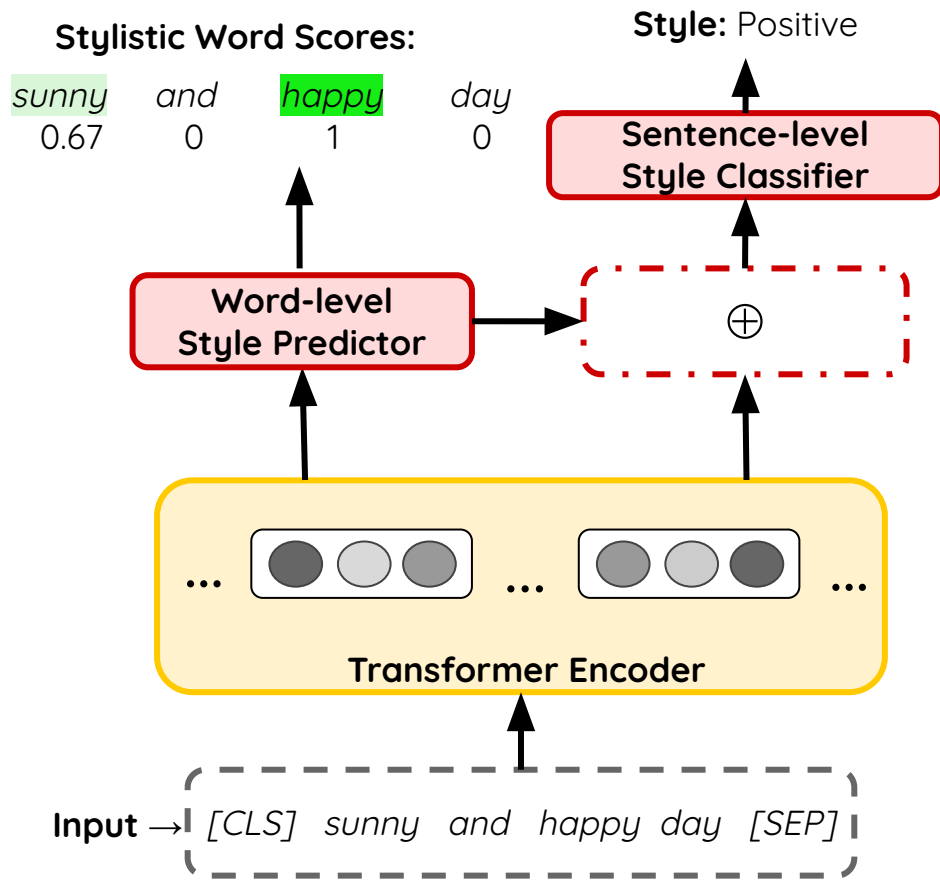 Stylistic Word Scores:
sunny and happy day
0.67 0 1 0
Style: Positive
Sentence-level
Style Classifier
Word-level
Style Predictor
⊕
... ... ...
Transformer Encoder
Input → [CLS] sunny and happy day [SEP]